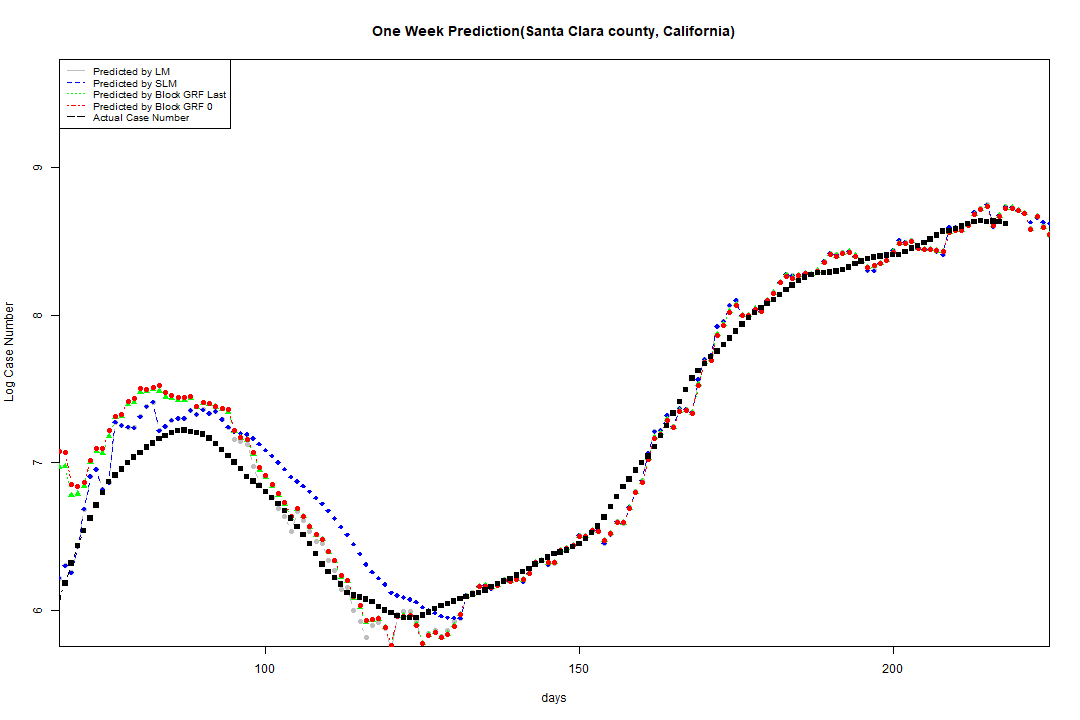 One Week Prediction(Santa Clara county, California)
Predicted by LM
Predicted by SLM
Predicted by Block GRF Last
Predicted by Block GRF 0
Actual Case Number
9
8
7
6
Log Case Number
100 150 200
days